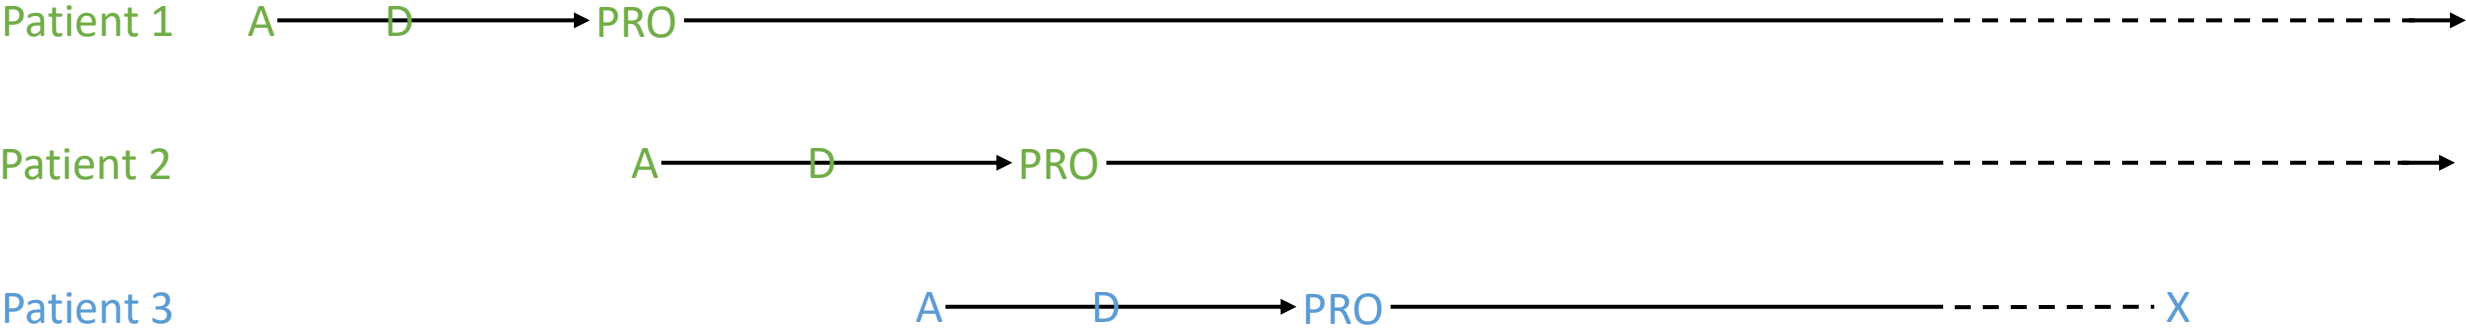 Patient 1 A D PRO
Patient 2 A D PRO
Patient 3 A D PRO X